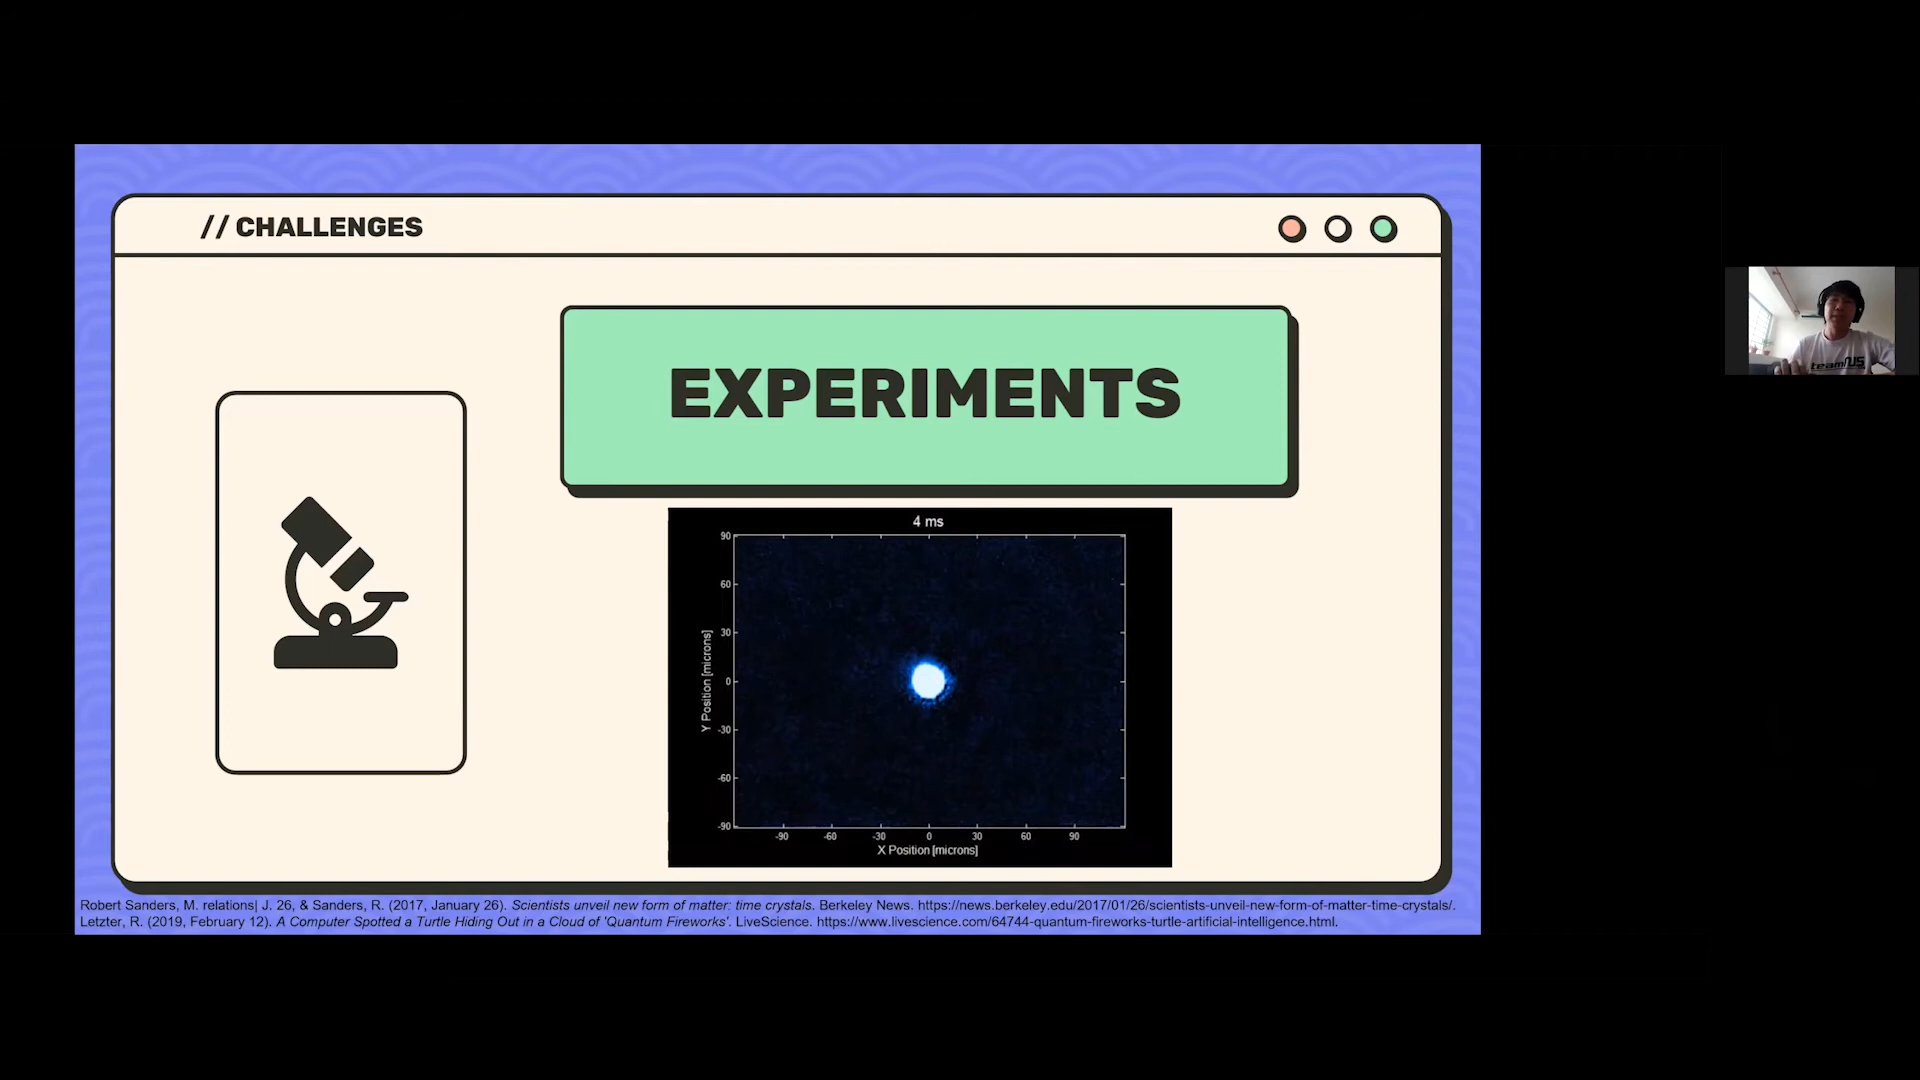 // CHALLENGES
EXPERIMENTS
4 ms
90
60
30
0
-30
-60
-90
Y Position [microns]
-90 -60 -30 0 30 60 90
X Position [microns]
teamNUS
Robert Sanders, M. relations| J. 26, & Sanders, R. (2017, January 26). Scientists unveil new form of matter: time crystals. Berkeley News. https://news.berkeley.edu/2017/01/26/scientists-unveil-new-form-of-matter-time-crystals/.
Letzter, R. (2019, February 12). A Computer Spotted a Turtle Hiding Out in a Cloud of 'Quantum Fireworks'. LiveScience. https://www.livescience.com/64744-quantum-fireworks-turtle-artificial-intelligence.html.